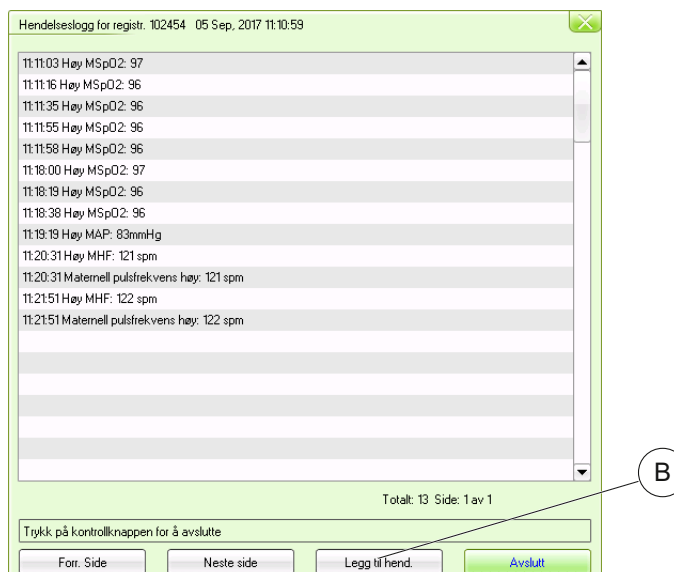 Hendelseslogg for registr. 102454 05 Sep, 2017 11:10:59
11:11:03 Høy MSpO2: 97
11:11:16 Høy MSpO2: 96
11:11:35 Høy MSpO2: 96
11:11:55 Høy MSpO2: 96
11:11:58 Høy MSpO2: 96
11:18:00 Høy MSpO2: 97
11:18:19 Høy MSpO2: 96
11:18:38 Høy MSpO2: 96
11:19:19 Høy MAP: 83mmHg
11:20:31 Høy MHF: 121 spm
11:20:31 Maternell pulsfrekvens høy: 121 spm
11:21:51 Høy MHF: 122 spm
11:21:51 Maternell pulsfrekvens høy: 122 spm
Totalt: 13 Side: 1 av 1
B
Trykk på kontrollknappen for å avslutte
Forr. Side Neste side Legg til hend. Avslutt